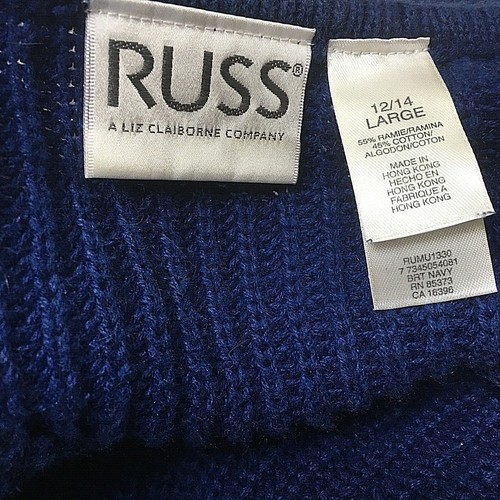 RUSS®
A LIZ CLAIBORNE COMPANY
12/14
LARGE
55% RAMIE/RAMINA
45% COTTON/
ALGODON/COTON
MADE IN
HONG KONG
HECHO EN
HONG KONG
FABRIQUE A
HONG KONG
RUMU1330
7 7345054081
BRT NAVY
RN 85373
CA 16396